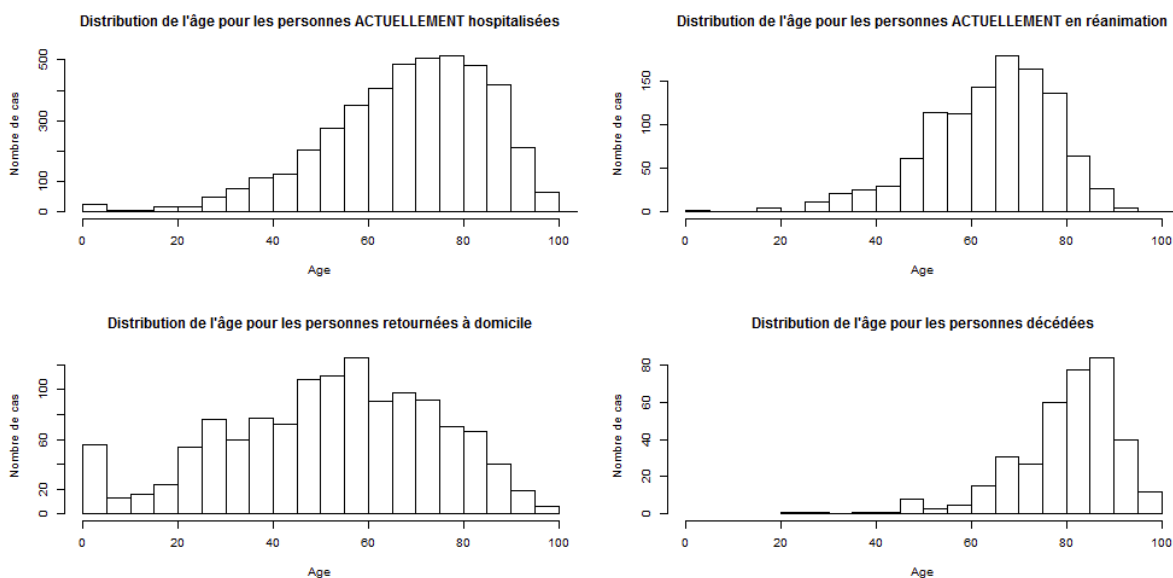 Distribution de l'âge pour les personnes ACTUELLEMENT hospitalisées
Nombre de cas
500
300
100
0
0 20 40 60 80 100
Age
Distribution de l'âge pour les personnes ACTUELLEMENT en réanimation
Nombre de cas
150
100
50
0
0 20 40 60 80 100
Age
Distribution de l'âge pour les personnes retournées à domicile
Nombre de cas
100
60
20
0
0 20 40 60 80 100
Age
Distribution de l'âge pour les personnes décédées
Nombre de cas
80
60
40
20
0
0 20 40 60 80 100
Age